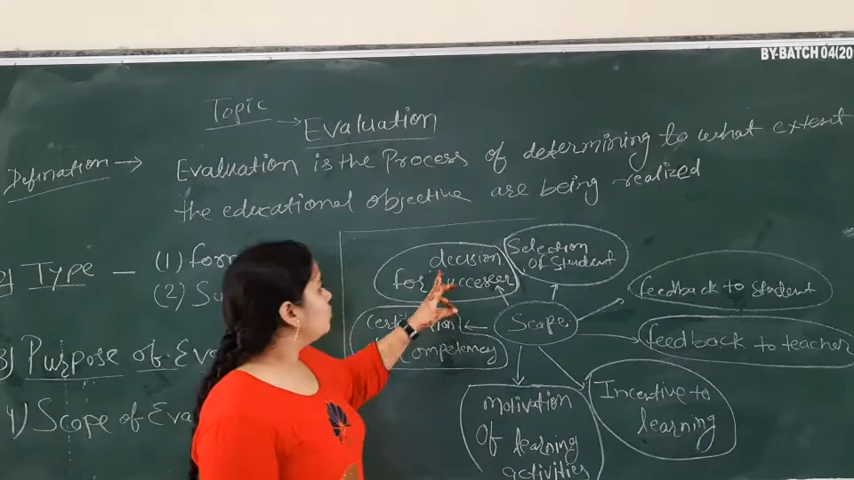 BY-BATCH 04(20
Topic
→ Evaluation
Definition → Evaluation is the Process of determining to what extent
the educational objective are being realized
Type — (1) form
(2) Su
3) Purpose of Ev
4) Scope of Eva
decision
for succeser
Selection
of Student
Certification
Competency
Scope
feedback to student
feedback to teacher
Incentive to
learning
motivation
of learning
activities